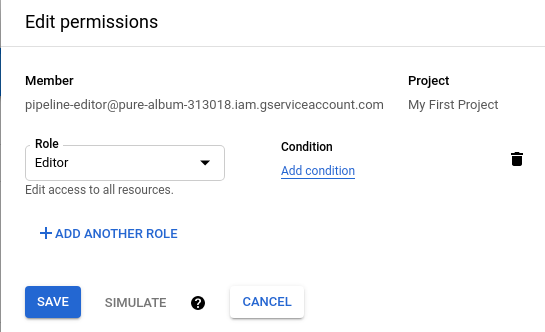 Edit permissions
Member
Project
pipeline-editor@pure-album-313018.iam.gserviceaccount.com
My First Project
Role
Condition
Editor
Add condition
Edit access to all resources.
+ ADD ANOTHER ROLE
SAVE
SIMULATE
?
CANCEL